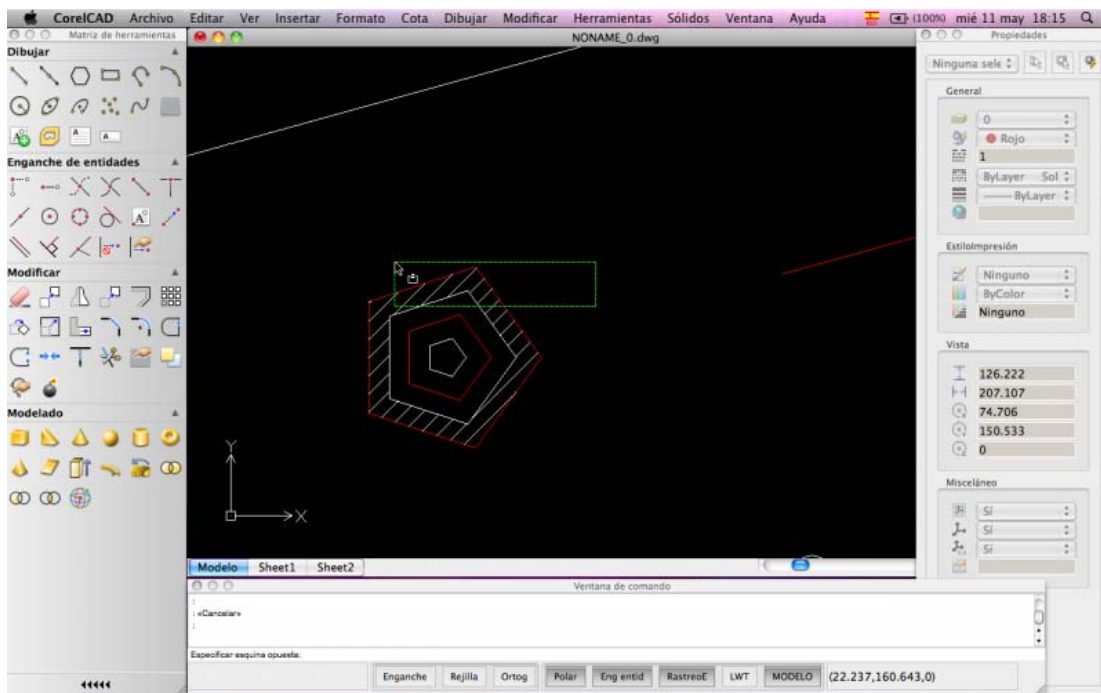 CorelCAD Archivo Editar Ver Insertar Formato Cota Dibujar Modificar Herramientas Sólidos Ventana Ayuda (100%) mié 11 may 18:15
Matriz de herramientas
NONAME_0.dwg
Propiedades
Dibujar
Ninguna sele
General
0
Rojo
1
ByLayer Sol
ByLayer
Enganche de entidades
EstiloImpresión
Ninguno
ByColor
Ninguno
Modificar
Vista
126.222
207.107
74.706
150.533
0
Modelado
Misceláneo
Sí
Sí
Sí
Y
X
Modelo Sheet1 Sheet2
Ventana de comando
:
: «Cancelar»
:
Especificar esquina opuesta:
Enganche Rejilla Ortog Polar Eng entid RastreoE LWT MODELO (22.237,160.643,0)